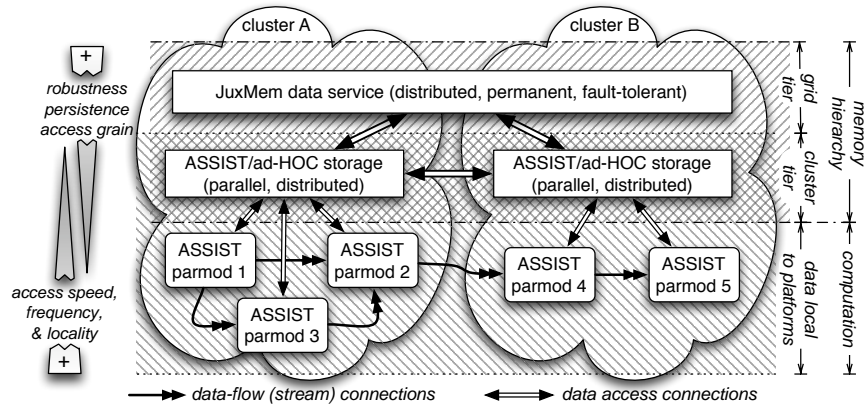 cluster A
cluster B
+
robustness
persistence
access grain
JuxMem data service (distributed, permanent, fault-tolerant)
grid
tier
memory
hierarchy
ASSIST/ad-HOC storage
(parallel, distributed)
ASSIST/ad-HOC storage
(parallel, distributed)
cluster
tier
ASSIST
parmod 1
ASSIST
parmod 2
ASSIST
parmod 3
ASSIST
parmod 4
ASSIST
parmod 5
data local
to platforms
computation
access speed,
frequency,
& locality
+
data-flow (stream) connections
data access connections